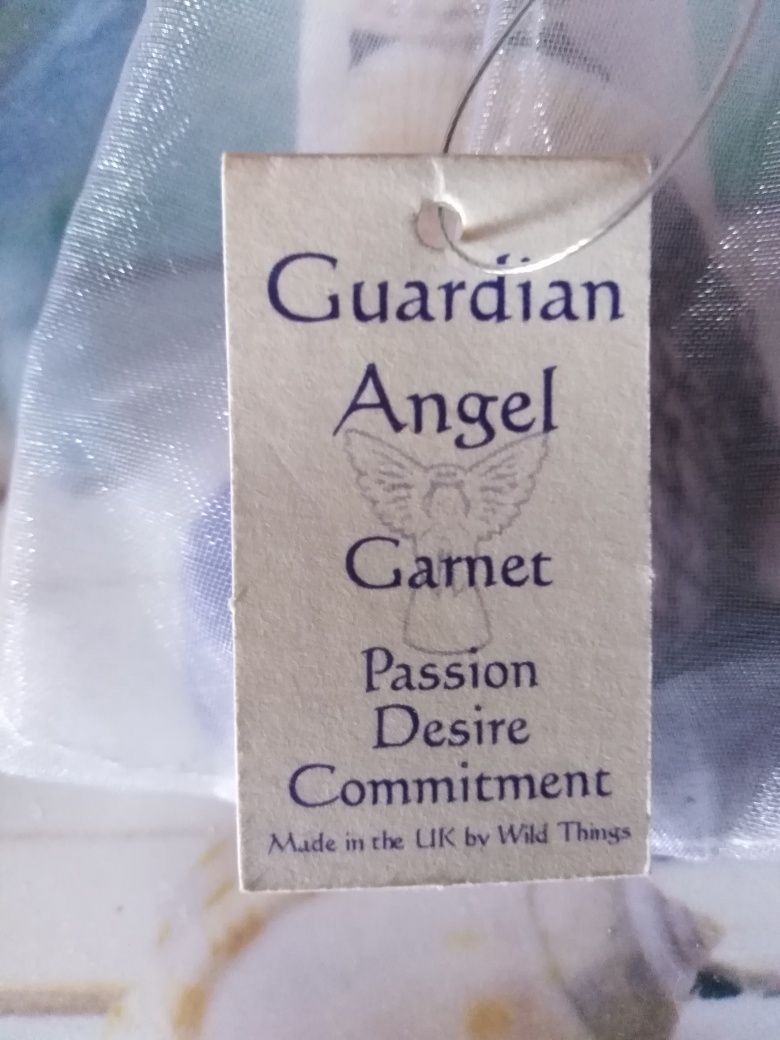 Guardian
Angel
Garnet
Passion
Desire
Commitment
Made in the UK by Wild Things